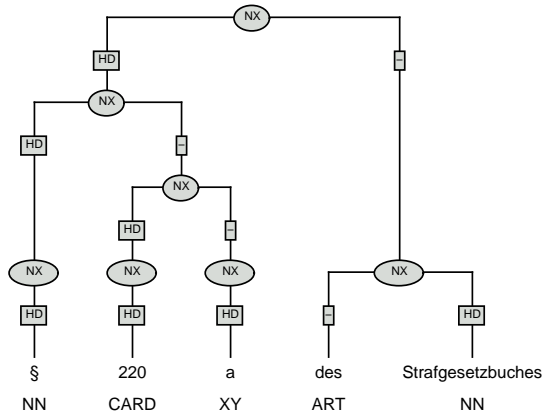 NX
HD –
NX
HD –
NX
HD –
NX NX NX NX
HD HD HD – HD
§ 220 a des Strafgesetzbuches
NN CARD XY ART NN